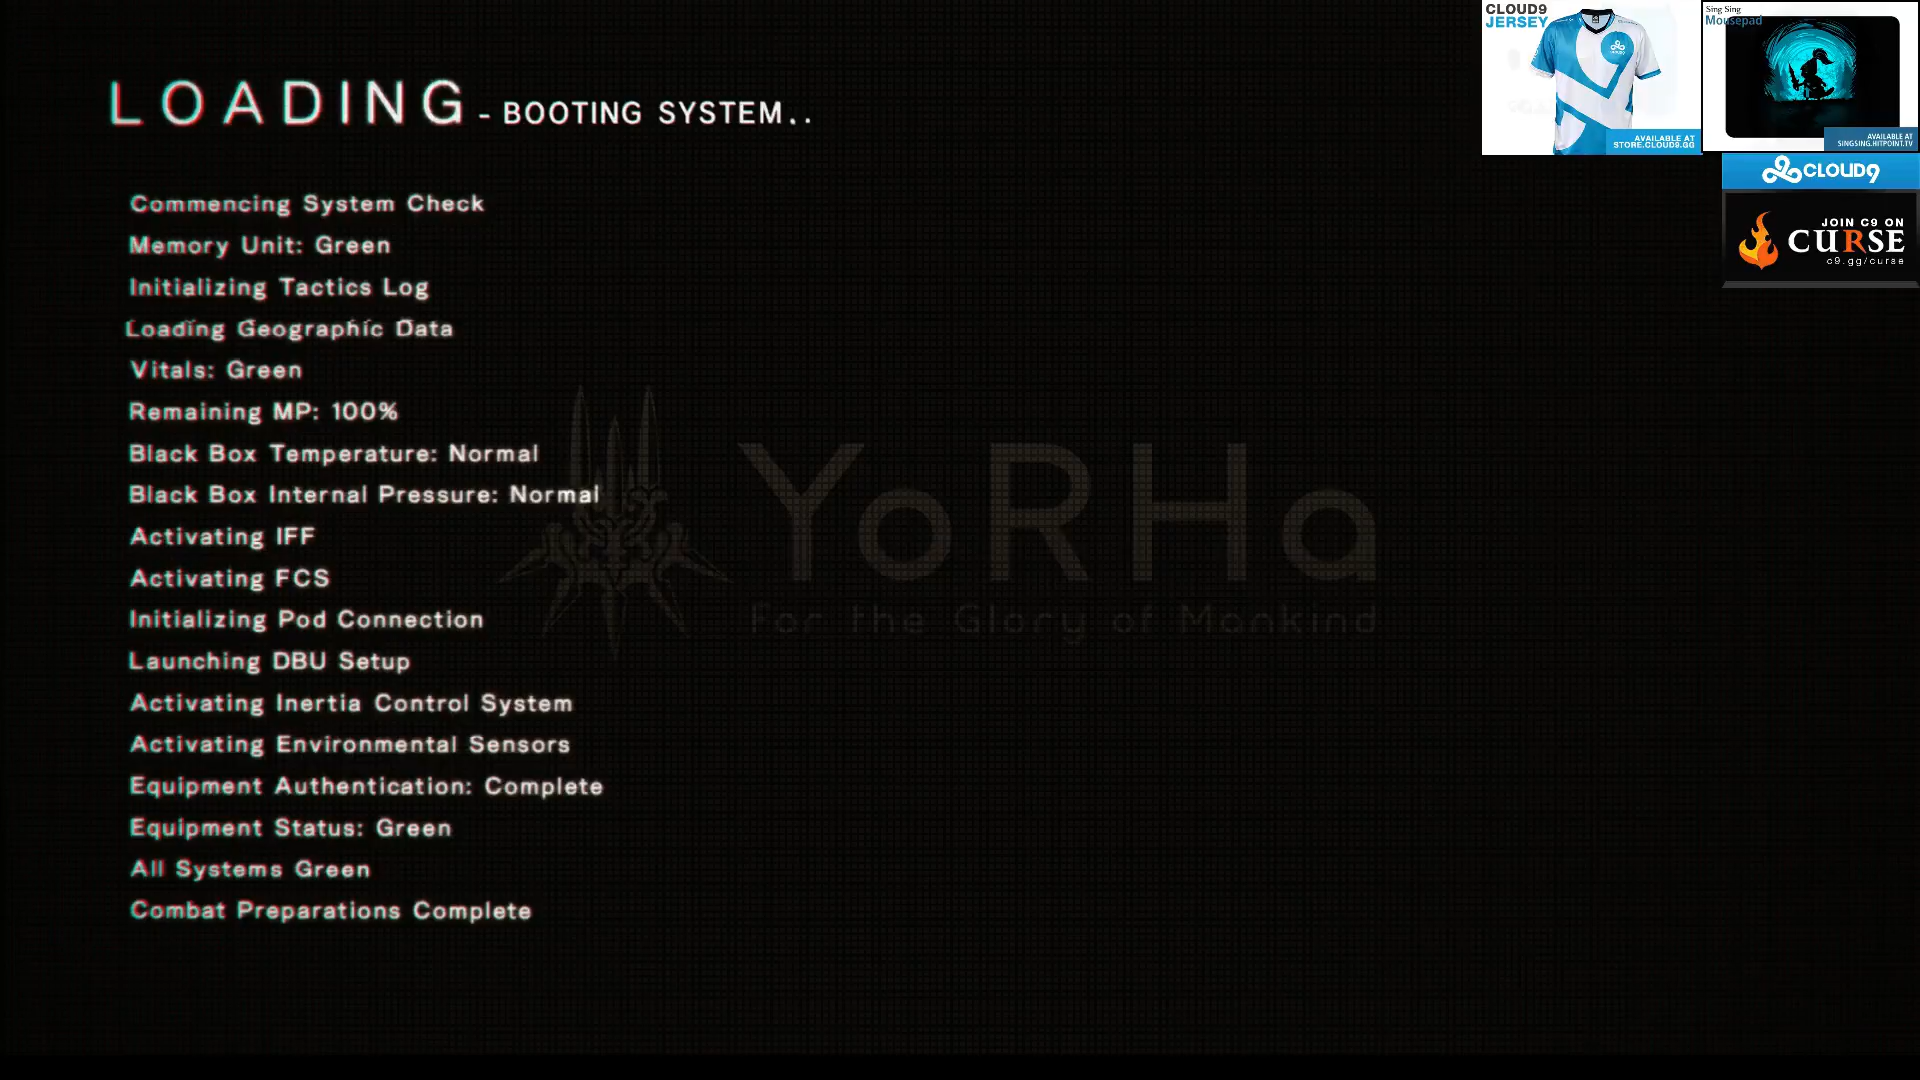 LOADING - BOOTING SYSTEM..
Commencing System Check
Memory Unit: Green
Initializing Tactics Log
Loading Geographic Data
Vitals: Green
Remaining MP: 100%
Black Box Temperature: Normal
Black Box Internal Pressure: Normal
Activating IFF
Activating FCS
Initializing Pod Connection
Launching DBU Setup
Activating Inertia Control System
Activating Environmental Sensors
Equipment Authentication: Complete
Equipment Status: Green
All Systems Green
Combat Preparations Complete
YoRHa
For the Glory of Mankind
CLOUD9
JERSEY
AVAILABLE AT
STORE.CLOUD9.GG
Sing Sing
Mousepad
AVAILABLE AT
SINGSING.HITPOINT.TV
CLOUD9
JOIN C9 ON
CURSE
c9.gg/curse